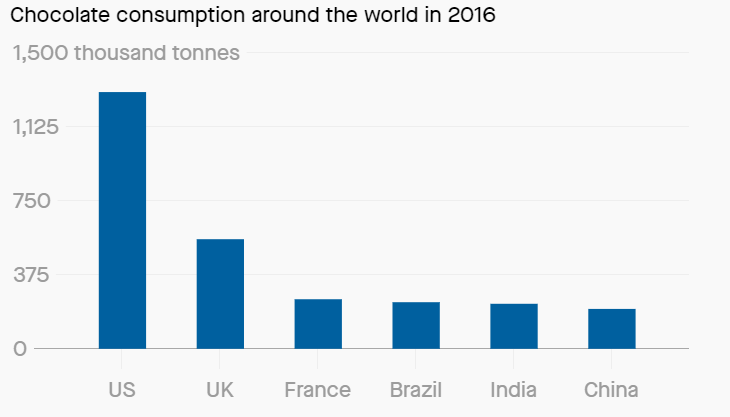 Chocolate consumption around the world in 2016
1,500 thousand tonnes
1,125
750
375
0
US UK France Brazil India China